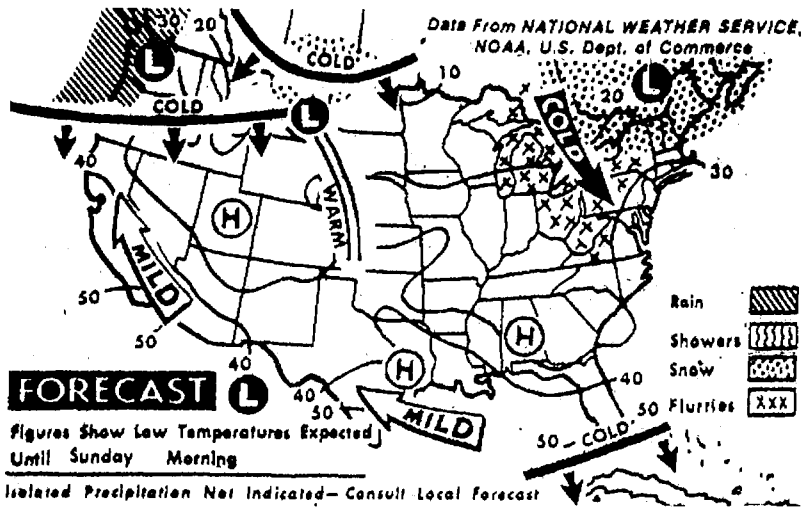 Data From NATIONAL WEATHER SERVICE,
NOAA, U.S. Dept. of Commerce
30
20
L
COLD
COLD
L
10
COLD
20
L
30
40
WARM
H
MILD
50
50
40
H
H
40
50
MILD
40
50
50
COLD
Rain
Showers
Snow
Flurries
XXX
FORECAST
L
Figures Show Low Temperatures Expected
Until Sunday Morning
Isolated Precipitation Not Indicated – Consult Local Forecast